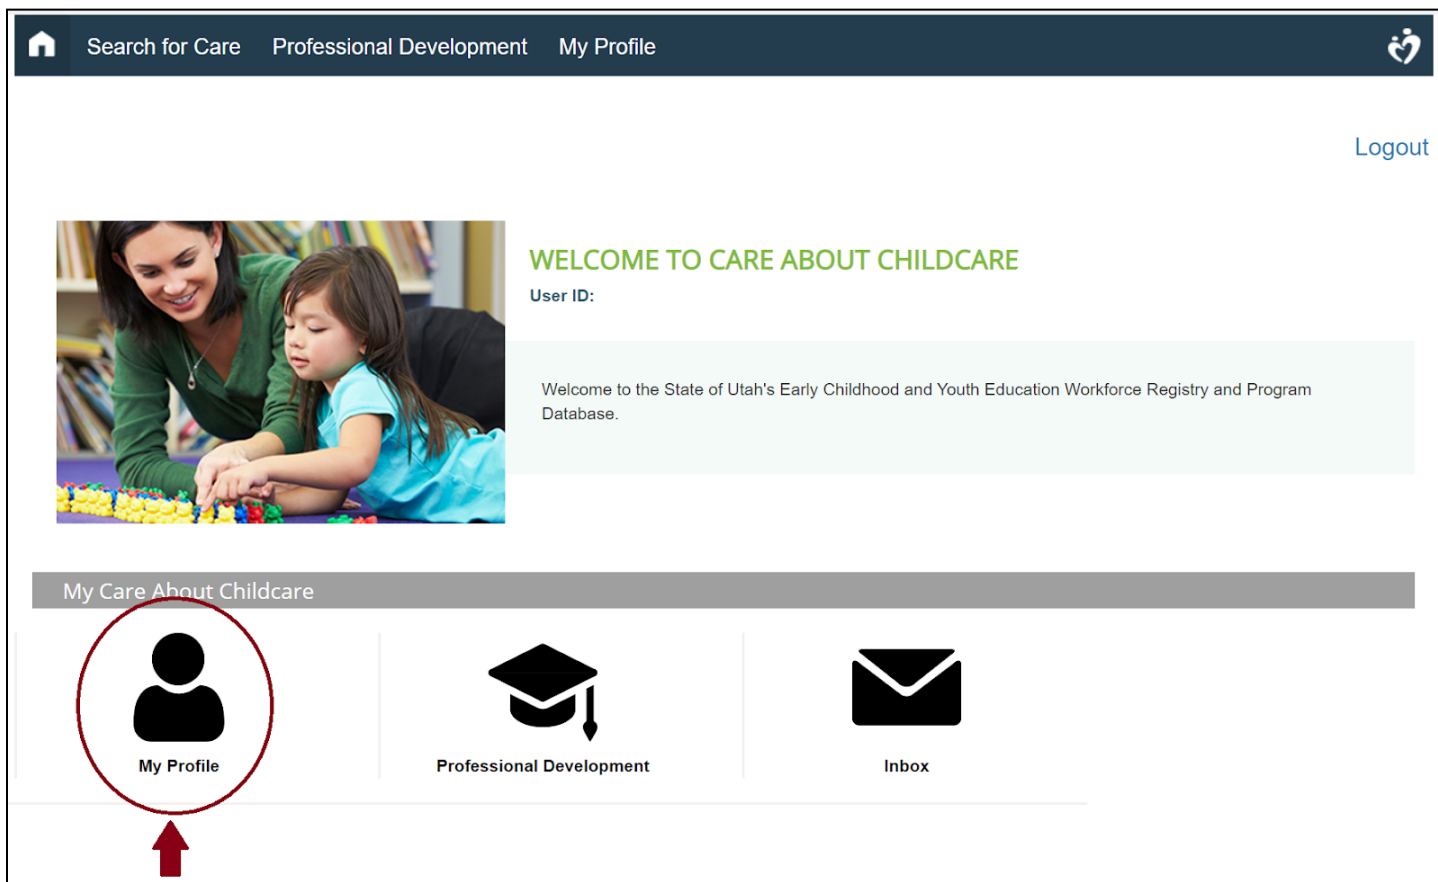 Search for Care Professional Development My Profile
Logout
WELCOME TO CARE ABOUT CHILDCARE
User ID:
Welcome to the State of Utah's Early Childhood and Youth Education Workforce Registry and Program
Database.
My Care About Childcare
My Profile
Professional Development
Inbox